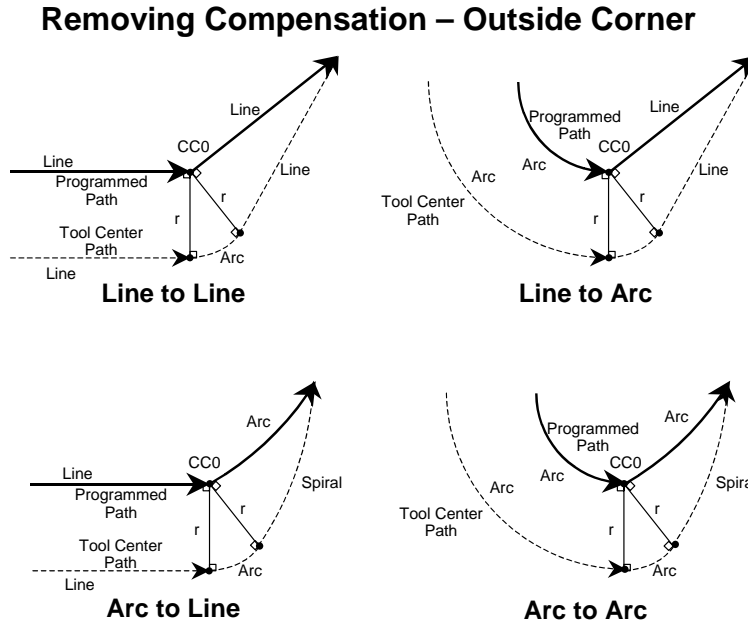 Removing Compensation – Outside Corner
Line
CC0
Line
Programmed
Path
r
r
Line
Tool Center
Path
Arc
Line
Line to Line
Programmed
Path
Line
CC0
Arc
Arc
Line
Tool Center
Path
r
r
Arc
Line to Arc
Arc
CC0
Line
Programmed
Path
r
r
Spiral
Tool Center
Path
Arc
Line
Arc to Line
Programmed
Path
Arc
CC0
Arc
Arc
Spiral
Tool Center
Path
r
r
Arc
Arc to Arc